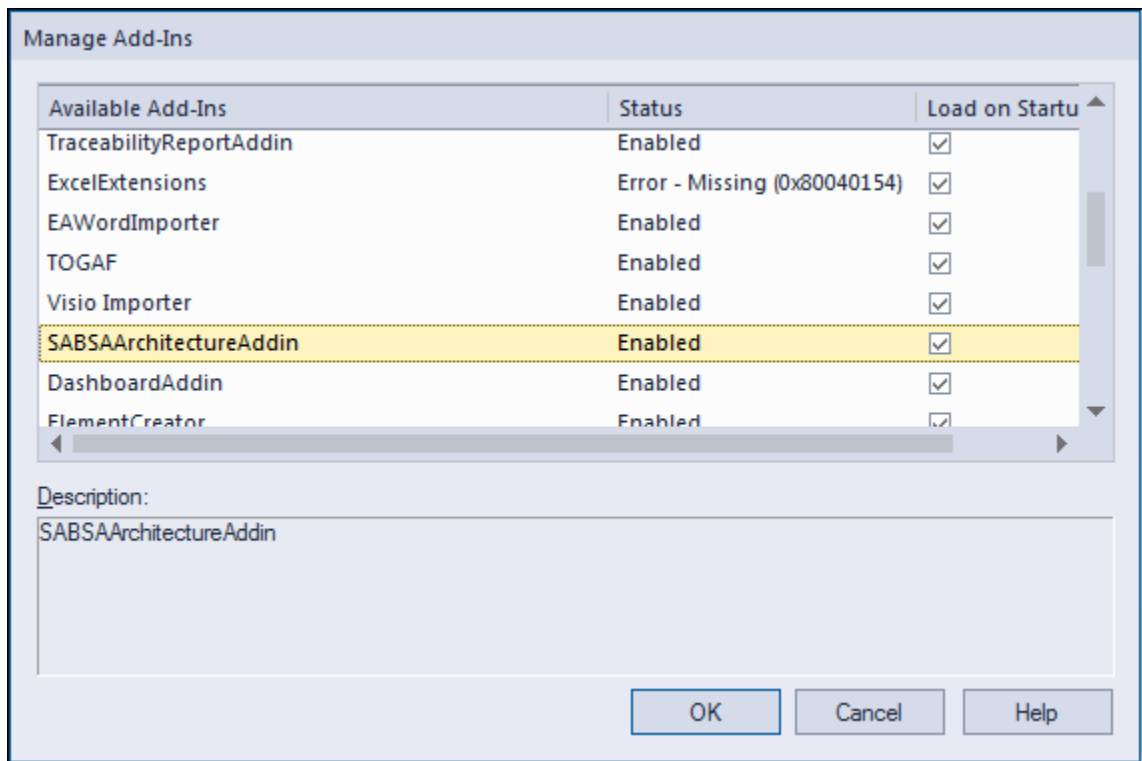 Manage Add-Ins
Available Add-Ins Status Load on Startu
TraceabilityReportAddin Enabled
ExcelExtensions Error - Missing (0x80040154)
EAWordImporter Enabled
TOGAF Enabled
Visio Importer Enabled
SABSAArchitectureAddin Enabled
DashboardAddin Enabled
ElementCreator Enabled
Description:
SABSAArchitectureAddin
OK Cancel Help